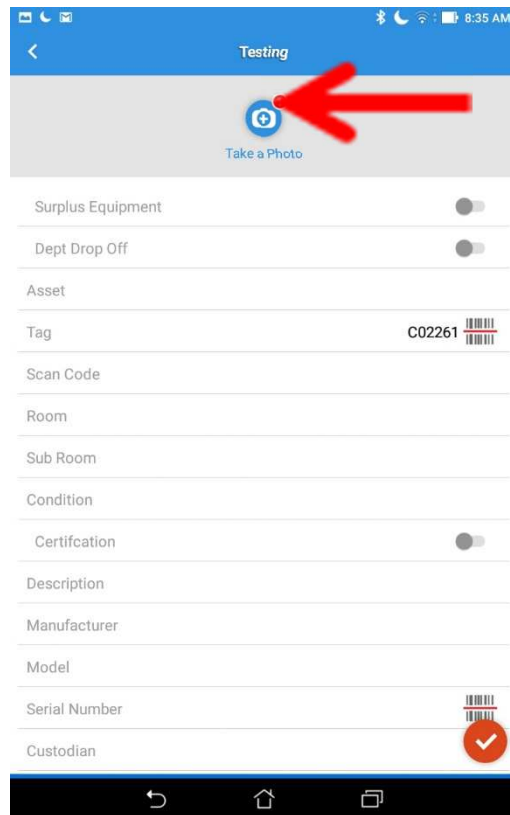 8:35 AM
Testing
Take a Photo
Surplus Equipment
Dept Drop Off
Asset
Tag C02261
Scan Code
Room
Sub Room
Condition
Certifcation
Description
Manufacturer
Model
Serial Number
Custodian